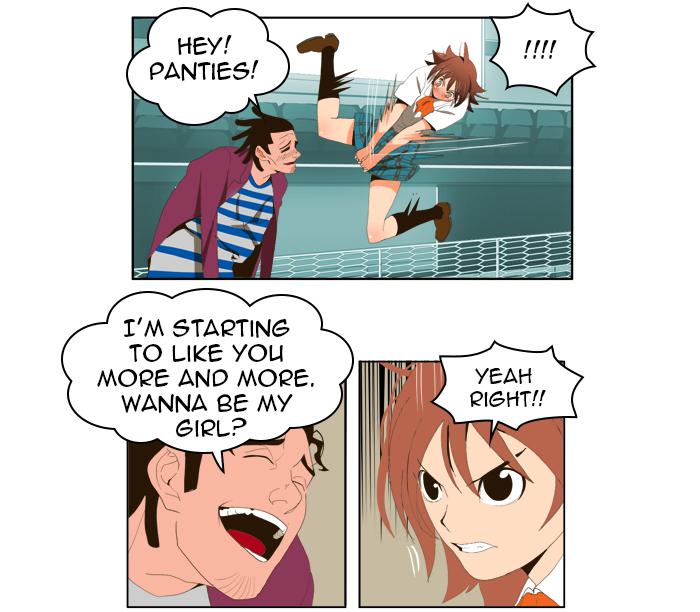 HEY!
PANTIES!
!!!!
I'M STARTING
TO LIKE YOU
MORE AND MORE.
WANNA BE MY
GIRL?
YEAH
RIGHT!!